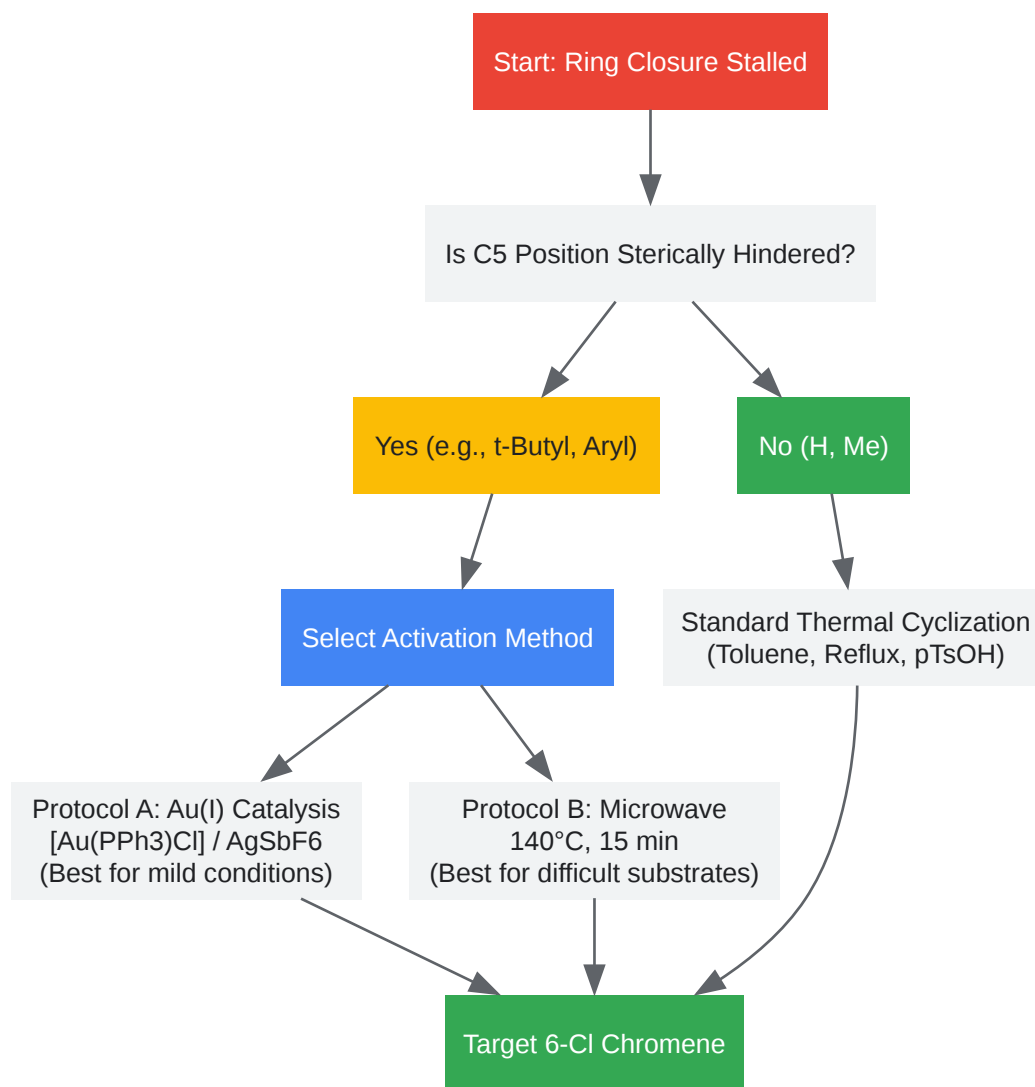 Start: Ring Closure Stalled
Is C5 Position Sterically Hindered?
Yes (e.g., t-Butyl, Aryl)
No (H, Me)
Select Activation Method
Standard Thermal Cyclization
(Toluene, Reflux, pTsOH)
Protocol A: Au(I) Catalysis
[Au(PPh3)Cl] / AgSbF6
(Best for mild conditions)
Protocol B: Microwave
140°C, 15 min
(Best for difficult substrates)
Target 6-Cl Chromene